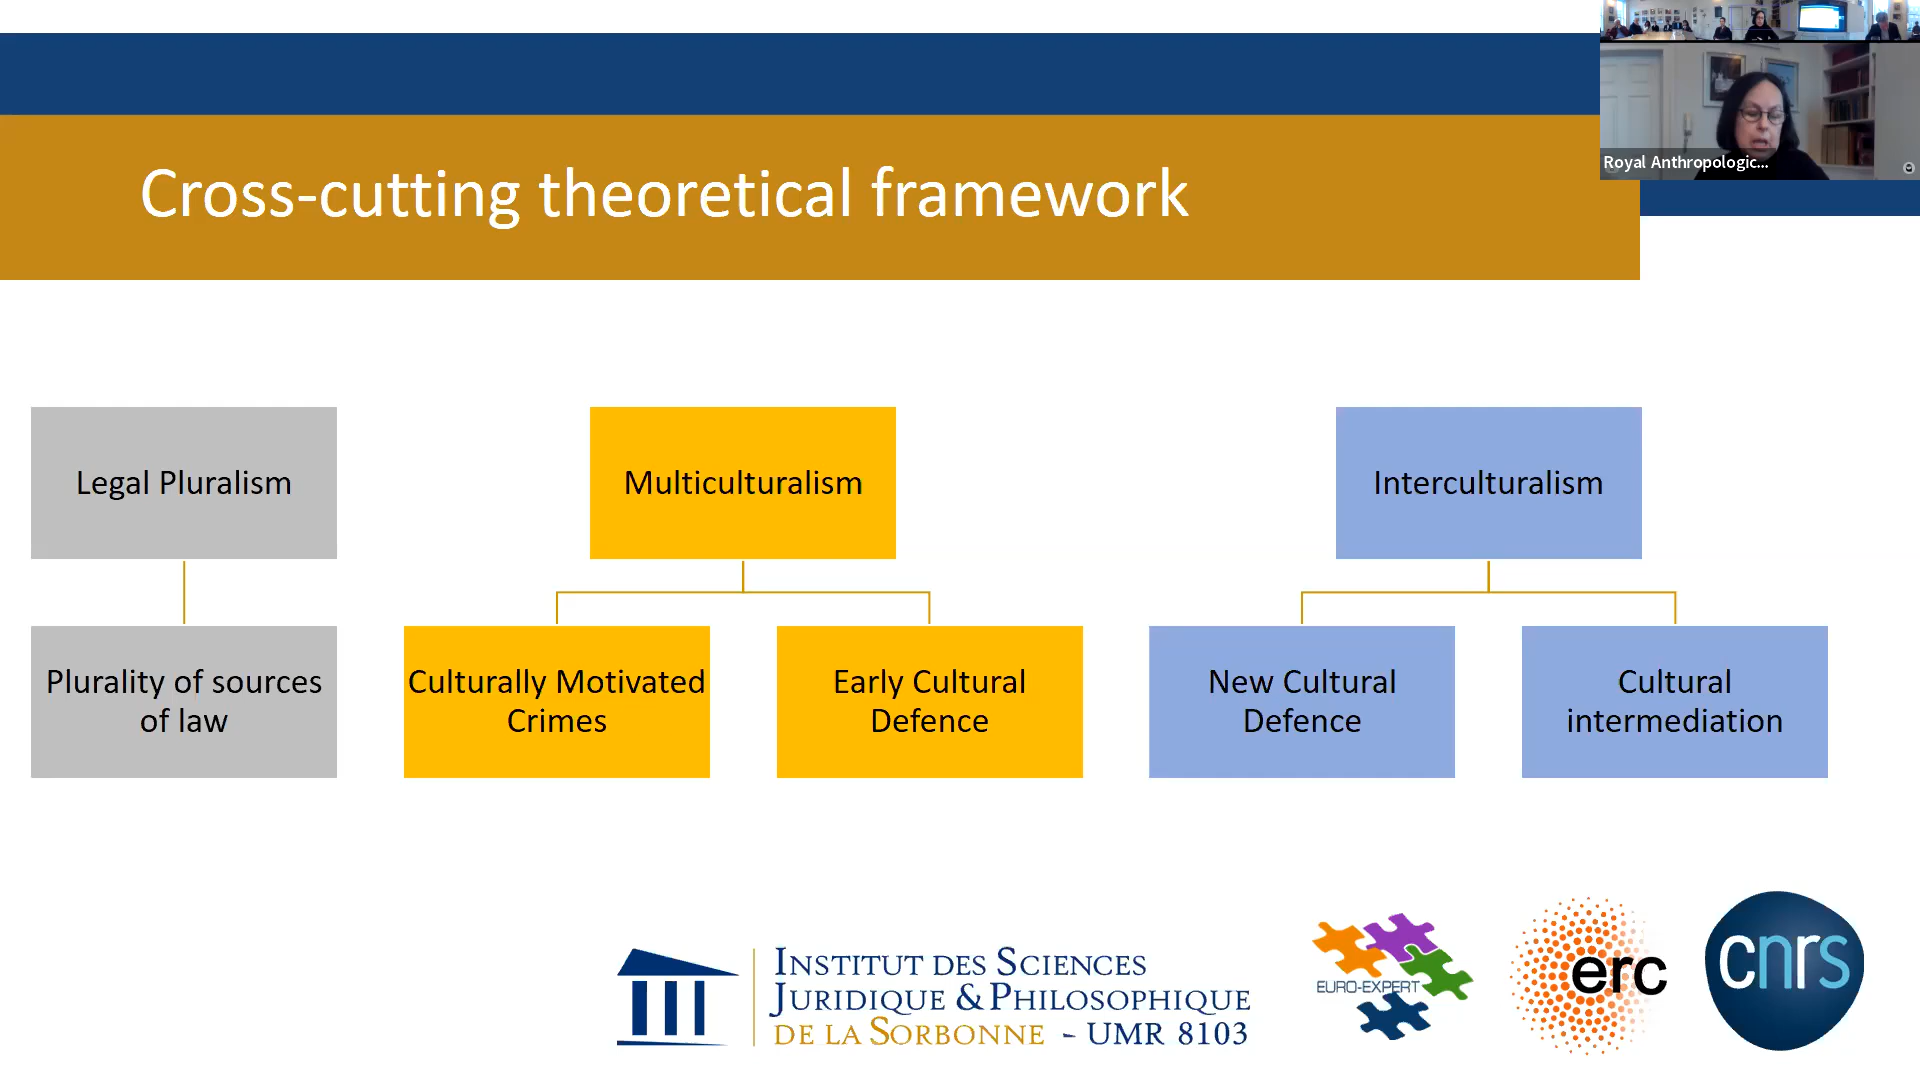 Royal Anthropologic...
Cross-cutting theoretical framework
Legal Pluralism
Multiculturalism
Interculturalism
Plurality of sources
of law
Culturally Motivated
Crimes
Early Cultural
Defence
New Cultural
Defence
Cultural
intermediation
INSTITUT DES SCIENCES
JURIDIQUE & PHILOSOPHIQUE
DE LA SORBONNE - UMR 8103
EURO-EXPERT
erc
cnrs